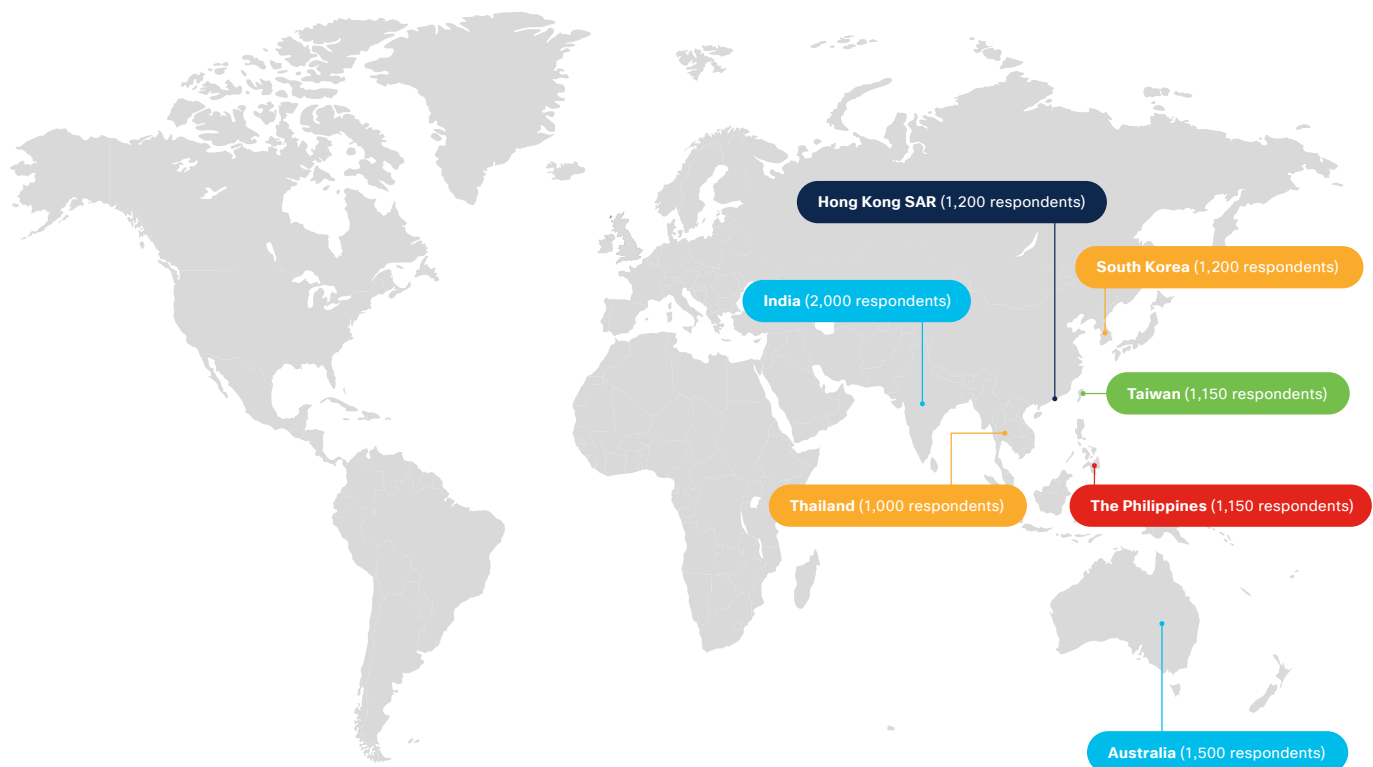 Hong Kong SAR (1,200 respondents)
South Korea (1,200 respondents)
India (2,000 respondents)
Taiwan (1,150 respondents)
Thailand (1,000 respondents)
The Philippines (1,150 respondents)
Australia (1,500 respondents)